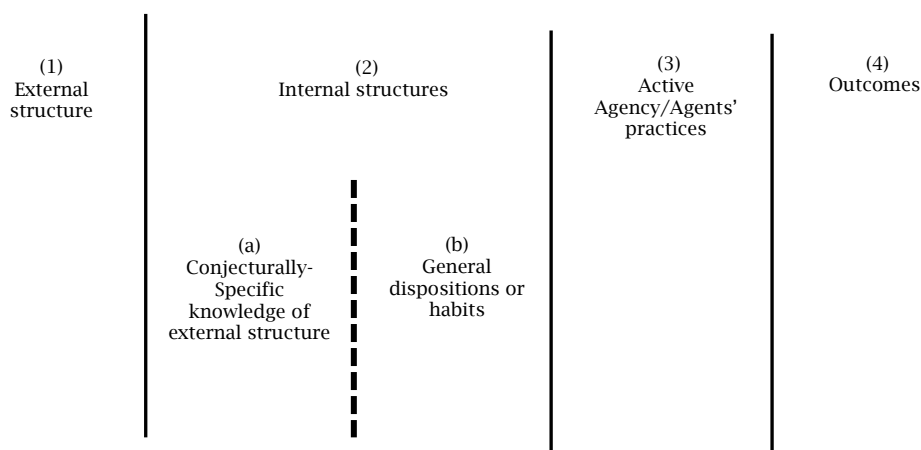 (1)
External
structure
(2)
Internal structures
(a)
Conjecturally-
Specific
knowledge of
external structure
(b)
General
dispositions or
habits
(3)
Active
Agency/Agents'
practices
(4)
Outcomes